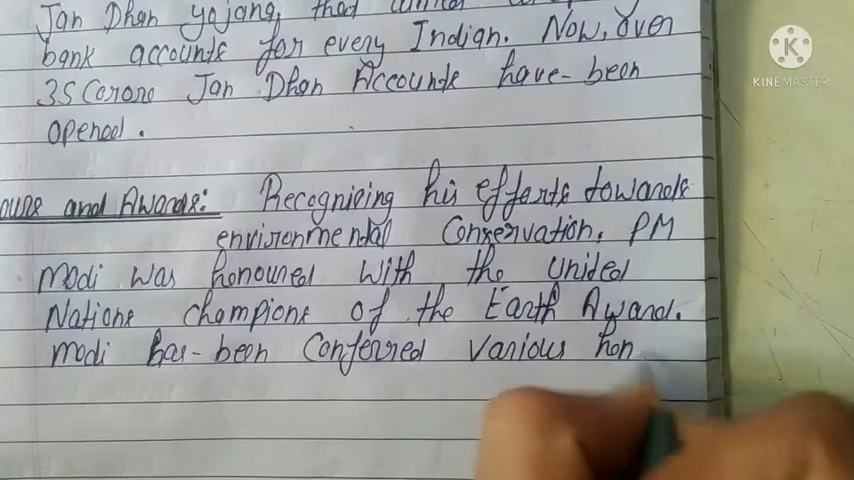 Jan Dhan yojana, that
bank accounts for every Indian. Now, over
35 Corore Jan Dhan Accounts have-been
opened.
ours and Awards: Recognizing his efforts towards
environmental Conservation. PM
Modi was honoured with the United
Nations champions of the Earth Award.
Modi has-been Conferred various hon
K
KINEMASTER